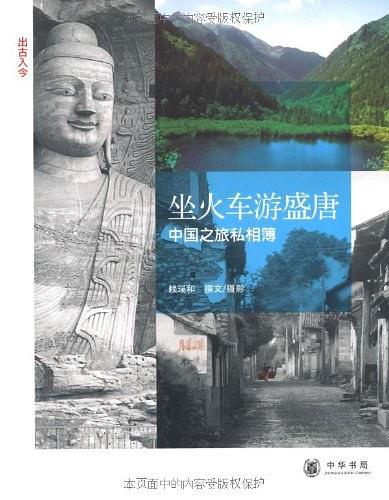 本页面中的内容受版权保护
出古入今
坐火车游盛唐
中国之旅私相簿
赖瑞和 撰文/摄影
中华书局
本页面中的内容受版权保护